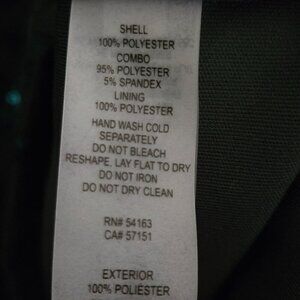 SHELL
100% POLYESTER
COMBO
95% POLYESTER
5% SPANDEX
LINING
100% POLYESTER
HAND WASH COLD
SEPARATELY
DO NOT BLEACH
RESHAPE, LAY FLAT TO DRY
DO NOT IRON
DO NOT DRY CLEAN
RN# 54163
CA# 57151
EXTERIOR
100% POLIÉSTER